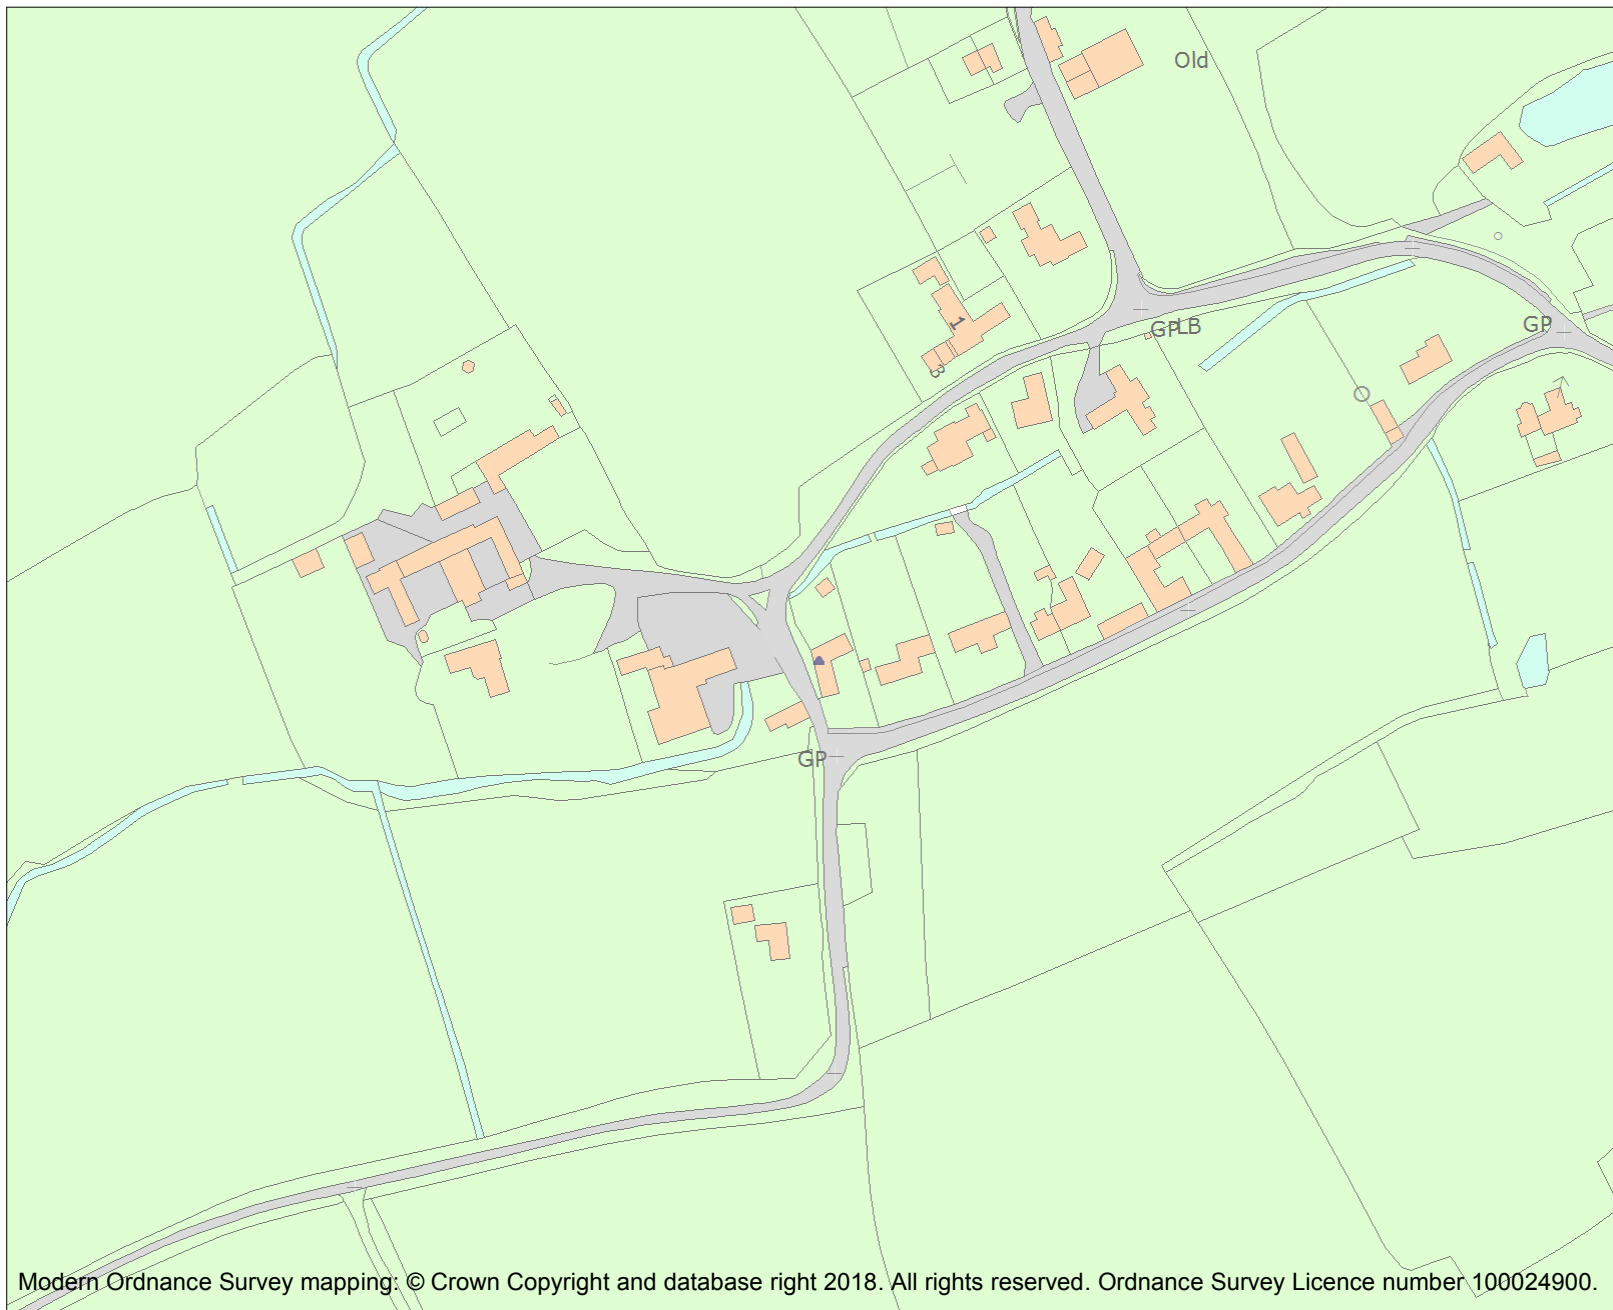 Old
GP LB
GP
1
3
GP
Modern Ordnance Survey mapping: © Crown Copyright and database right 2018. All rights reserved. Ordnance Survey Licence number 100024900.